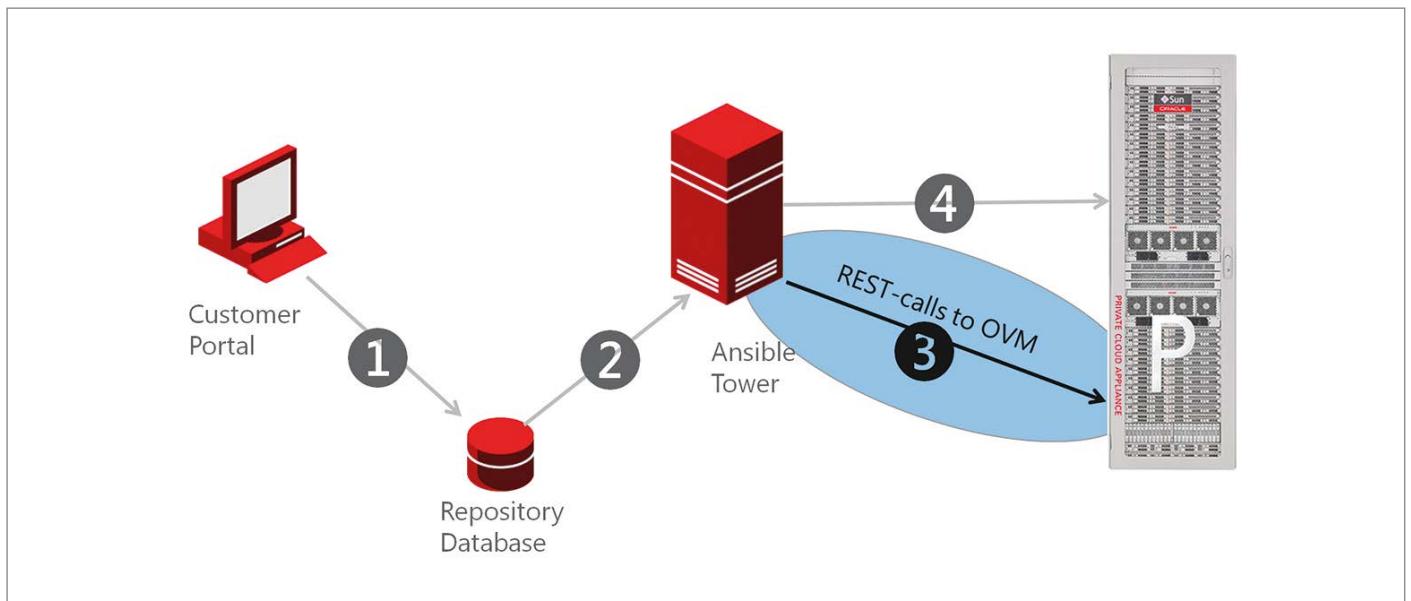 Sun
ORACLE
4
REST-calls to OVM
Customer
Portal
1
2
Ansible
Tower
3
PRIVATE CLOUD APPLIANCE
P
Repository
Database